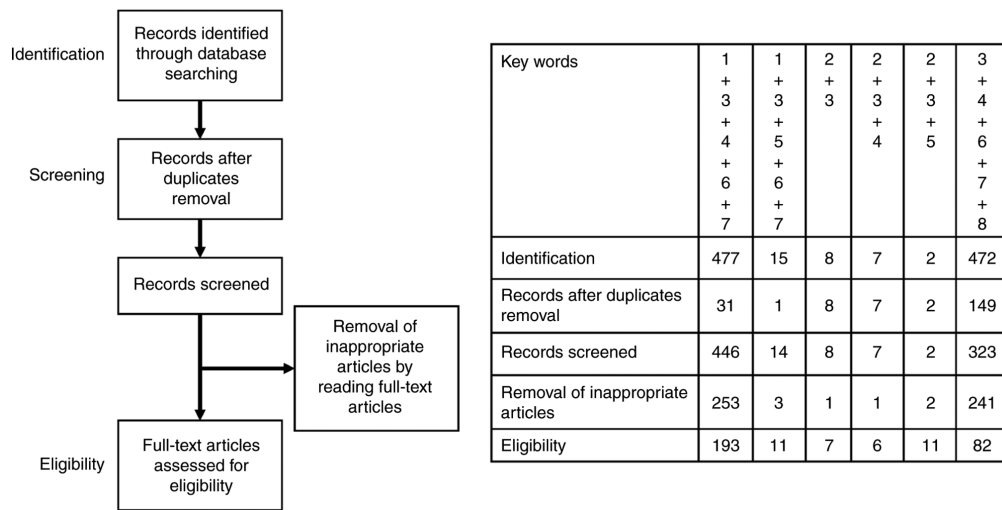 Identification
Records identified
through database
searching
Screening
Records after
duplicates
removal
Records screened
Removal of
inappropriate
articles by
reading full-text
articles
Eligibility
Full-text articles
assessed for
eligibility
Key words 1+3+4+6+7 1+3+5+6+7 2+3 2+3+4 2+3+5 3+4+6+7+8
Identification 477 15 8 7 2 472
Records after duplicates
removal 31 1 8 7 2 149
Records screened 446 14 8 7 2 323
Removal of inappropriate
articles 253 3 1 1 2 241
Eligibility 193 11 7 6 11 82